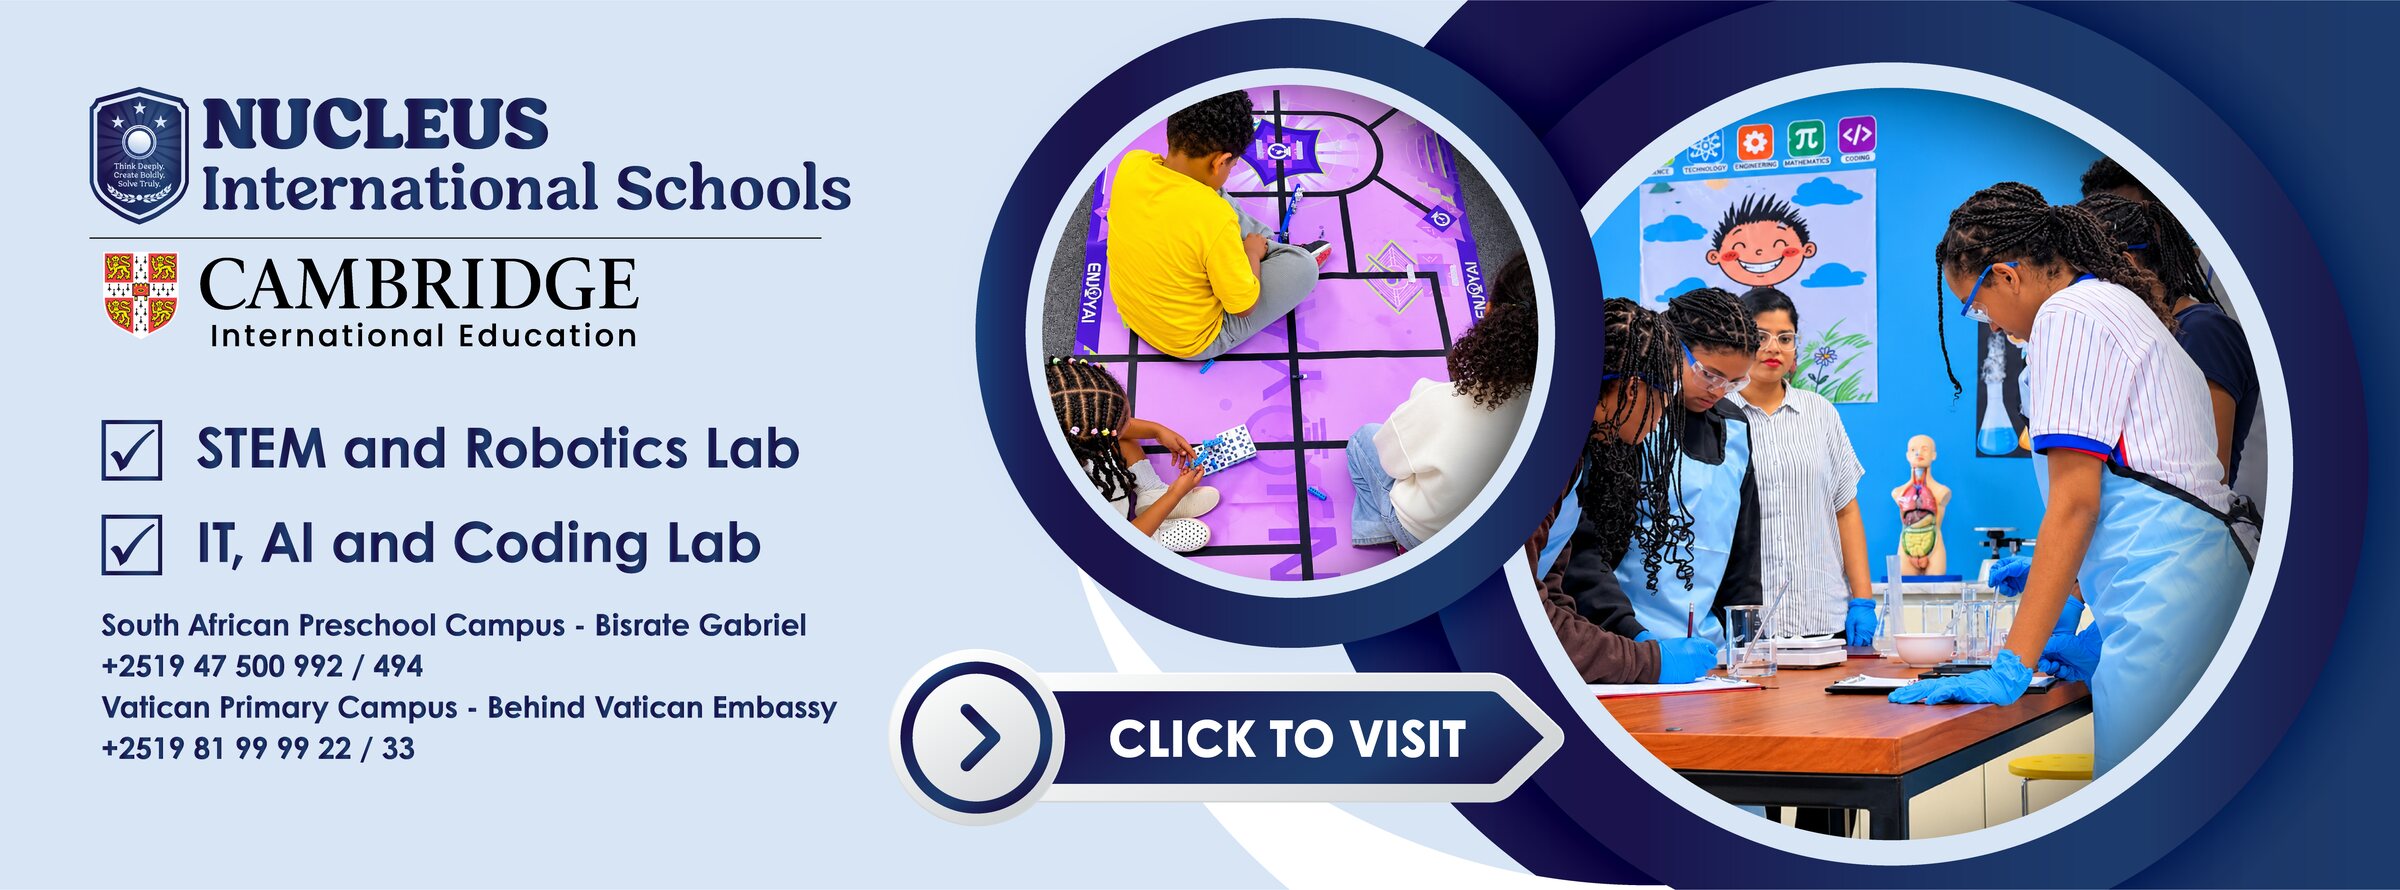 NUCLEUS
International Schools
Think Deeply.
Create Boldly.
Solve Truly.
CAMBRIDGE
International Education
STEM and Robotics Lab
IT, AI and Coding Lab
South African Preschool Campus - Bisrate Gabriel
+2519 47 500 992 / 494
Vatican Primary Campus - Behind Vatican Embassy
+2519 81 99 99 22 / 33
CLICK TO VISIT
ENJOYAI
ENJOYAI
TECHNOLOGY
ENGINEERING
MATHEMATICS
CODING